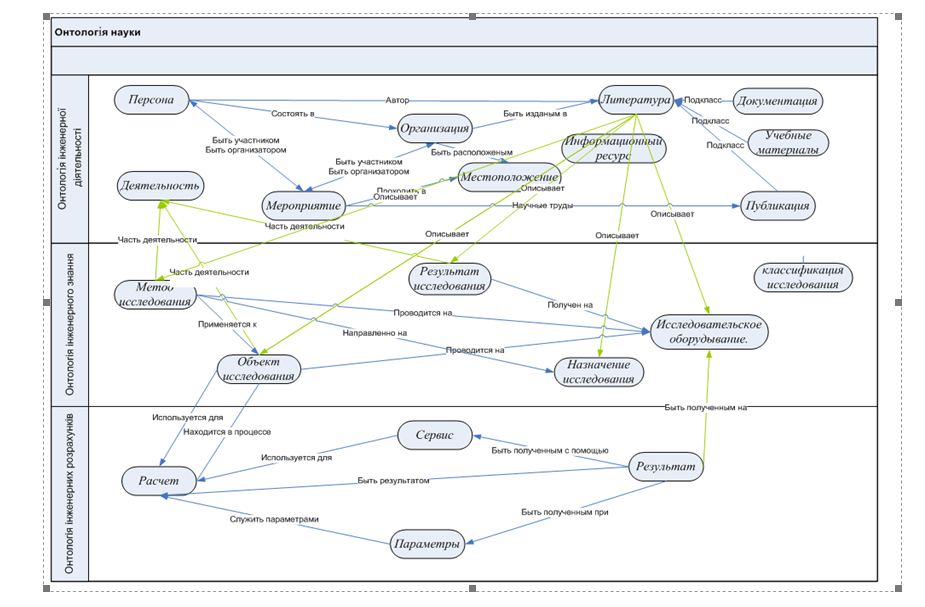 Онтологія науки
Онтологія інженерної
діятельності
Персона
Автор
Литература
Подкласс
Документация
Состоять в
Организация
Быть изданым в
Подкласс
Учебные
материалы
Информационный
ресурс
Подкласс
Быть участником
Быть организатором
Быть расположеным
Быть участником
Быть организатором
Местоположение
Деятельность
Проходить в
Описывает
Описывает
Мероприятие
Научные труды
Публикация
Описывает
Часть деятельности
Описывает
Описывает
Часть деятельности
Онтологія інженерного знання
Часть деятельности
Результат
исследования
классификация
исследования
Метод
исследования
Получен на
Проводится на
Применяется к
Направленно на
Исследовательское
оборудывание.
Проводится на
Объект
исследования
Назначение
исследования
Онтологія інженерних розрахунків
Быть полученным на
Используется для
Находится в процессе
Сервис
Быть полученным с помощью
Используется для
Результат
Расчет
Быть результатом
Служить параметрами
Быть полученным при
Параметры